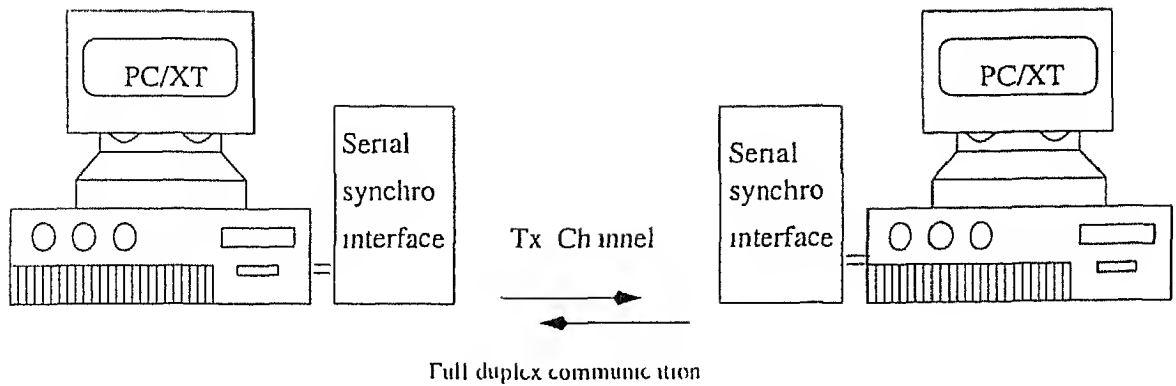 PC/XT
Serial
synchro
interface
Tx Channel
PC/XT
Serial
synchro
interface
Full duplex communication